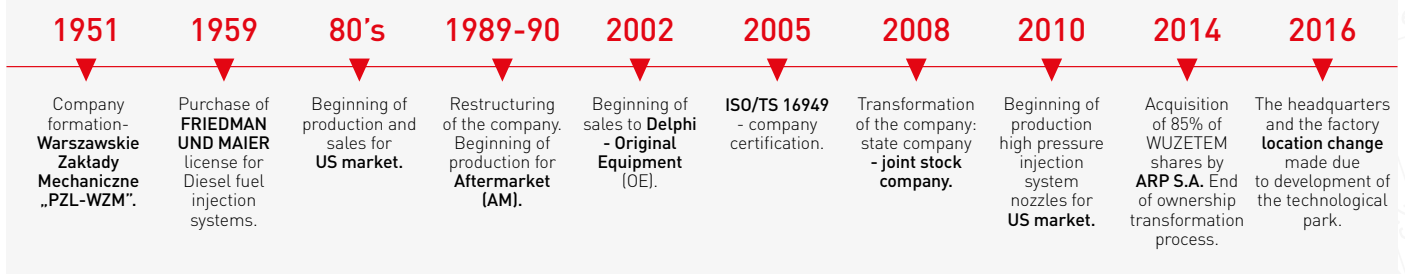 1951
Company
formation-
Warszawskie
Zakłady
Mechaniczne
„PZL-WZM”.
1959
Purchase of
FRIEDMAN
UND MAIER
license for
Diesel fuel
injection
systems.
80's
Beginning of
production and
sales for
US market.
1989-90
Restructuring
of the company.
Beginning of
production for
Aftermarket
(AM).
2002
Beginning of
sales to Delphi
- Original
Equipment
(OE).
2005
ISO/TS 16949
- company
certification.
2008
Transformation
of the company:
state company
- joint stock
company.
2010
Beginning of
production
high pressure
injection
system
nozzles for
US market.
2014
Acquisition
of 85% of
WUZETEM
shares by
ARP S.A. End
of ownership
transformation
process.
2016
The headquarters
and the factory
location change
made due
to development of
the technological
park.